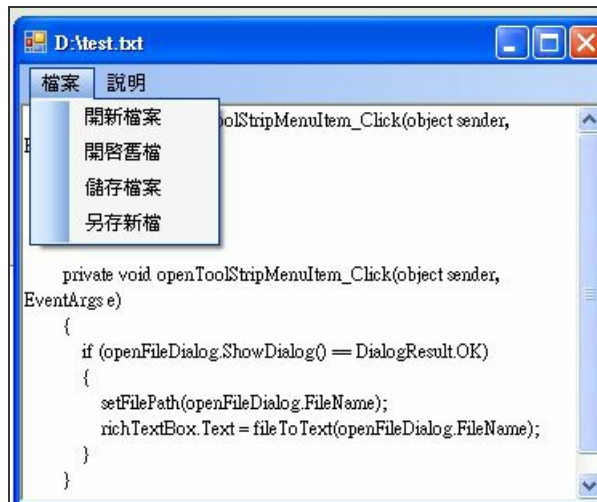 D:\test.txt
檔案 說明
開新檔案
開啓舊檔
儲存檔案
另存新檔
olStripMenuItem_Click(object sender,
private void openToolStripMenuItem_Click(object sender,
EventArgs e)
{
if (openFileDialog.ShowDialog() == DialogResult.OK)
{
setFilePath(openFileDialog.FileName);
richTextBox.Text = fileToText(openFileDialog.FileName);
}
}